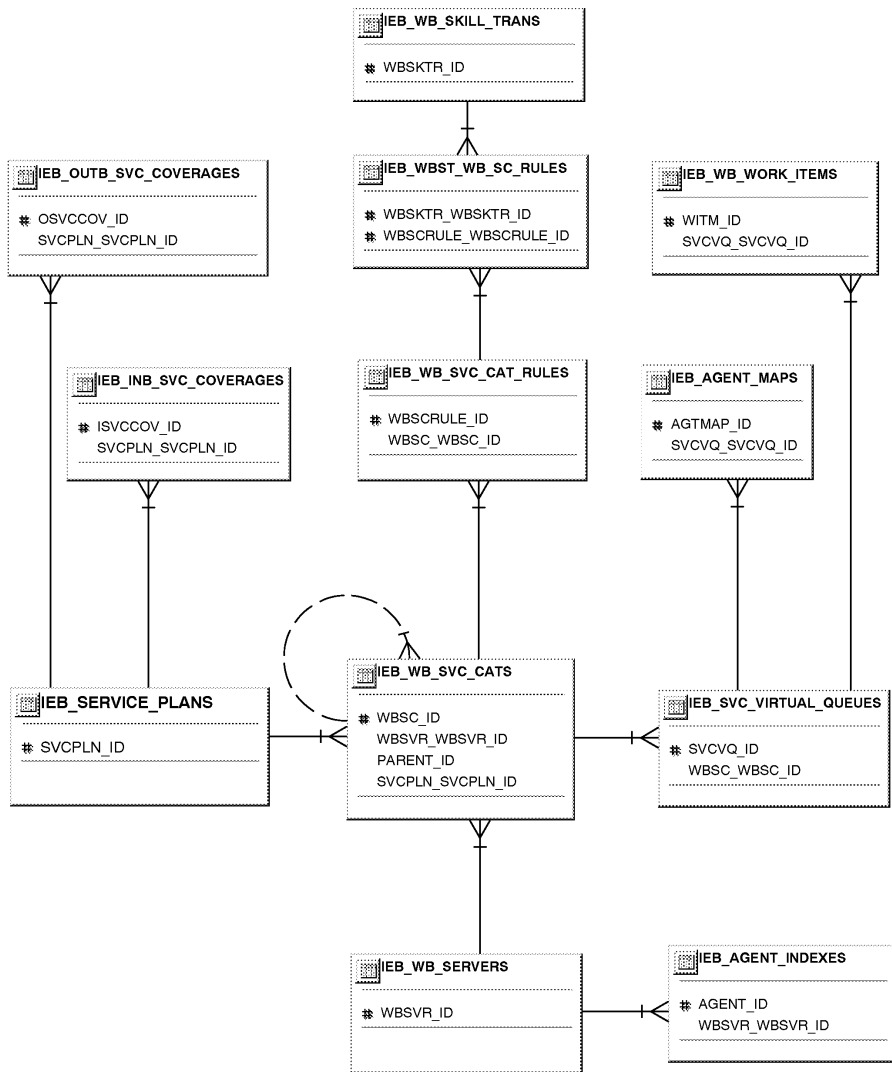 IEB_WB_SKILL_TRANS
# WBSKTR_ID
IEB_OUTB_SVC_COVERAGES
# OSVCCOV_ID
SVCPLN_SVCPLN_ID
IEB_WBST_WB_SC_RULES
# WBSKTR_WBSKTR_ID
# WBSCRULE_WBSCRULE_ID
IEB_WB_WORK_ITEMS
# WITM_ID
SVCVQ_SVCVQ_ID
IEB_INB_SVC_COVERAGES
# ISVCCOV_ID
SVCPLN_SVCPLN_ID
IEB_WB_SVC_CAT_RULES
# WBSCRULE_ID
WBSC_WBSC_ID
IEB_AGENT_MAPS
# AGTMAP_ID
SVCVQ_SVCVQ_ID
IEB_SERVICE_PLANS
# SVCPLN_ID
IEB_WB_SVC_CATS
# WBSC_ID
WBSVR_WBSVR_ID
PARENT_ID
SVCPLN_SVCPLN_ID
IEB_SVC_VIRTUAL_QUEUES
# SVCVQ_ID
WBSC_WBSC_ID
IEB_WB_SERVERS
# WBSVR_ID
IEB_AGENT_INDEXES
# AGENT_ID
WBSVR_WBSVR_ID